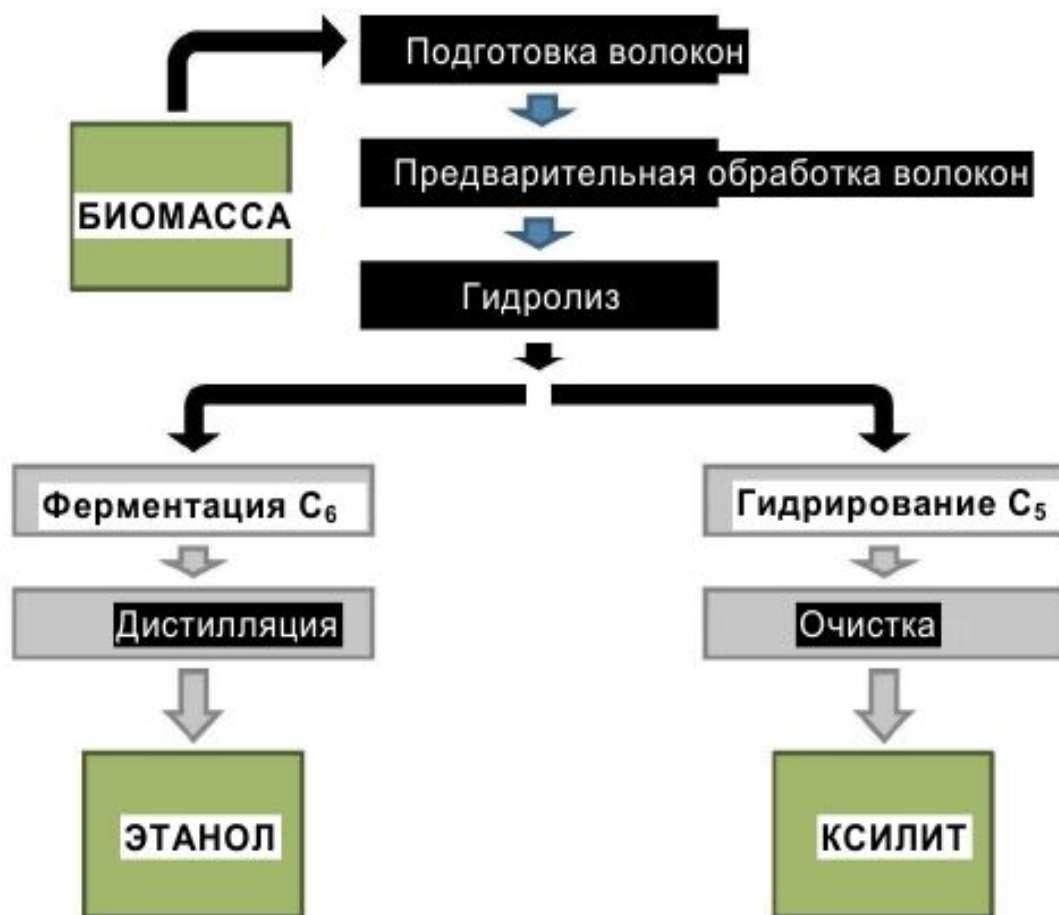 Подготовка волокон
Предварительная обработка волокон
БИОМАССА
Гидролиз
Ферментация C₆
Гидрирование C₅
Дистилляция
Очистка
ЭТАНОЛ
КСИЛИТ